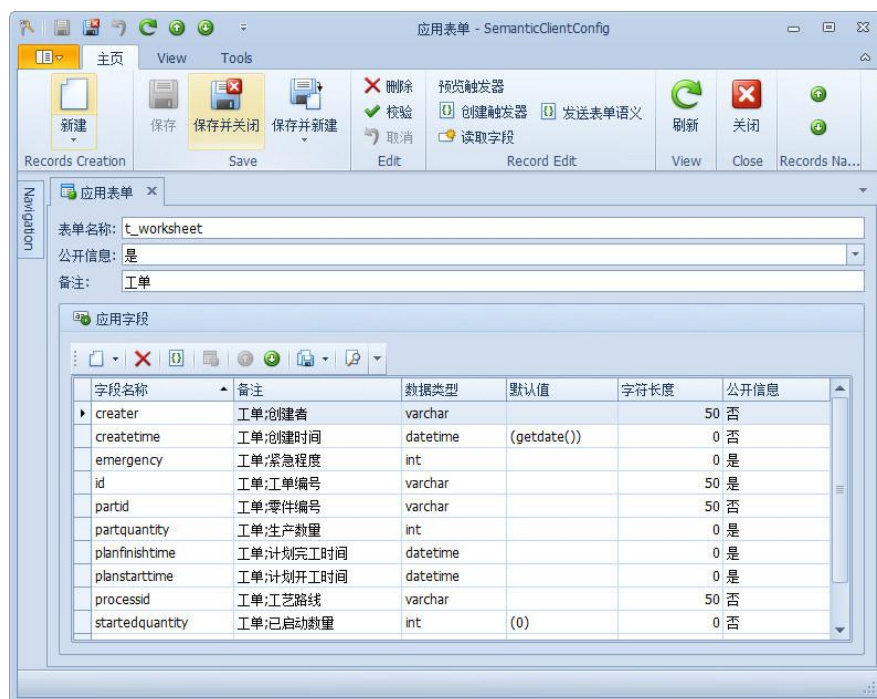 应用表单 - SemanticClientConfig
主页 View Tools
新建 保存 保存并关闭 保存并新建 删除 校验 取消 预览触发器 创建触发器 发送表单语义 读取字段 刷新 关闭
Records Creation Save Edit Record Edit View Close Records Na...
Navigation
应用表单
表单名称: t_worksheet
公开信息: 是
备注: 工单
应用字段
字段名称 备注 数据类型 默认值 字符长度 公开信息
creater 工单;创建者 varchar 50 否
createtime 工单;创建时间 datetime (getdate()) 0 否
emergency 工单;紧急程度 int 0 是
id 工单;工单编号 varchar 50 是
partid 工单;零件编号 varchar 50 否
partquantity 工单;生产数量 int 0 是
planfinishtime 工单;计划完工时间 datetime 0 是
planstarttime 工单;计划开工时间 datetime 0 是
processid 工单;工艺路线 varchar 50 否
startedquantity 工单;已启动数量 int (0) 0 否